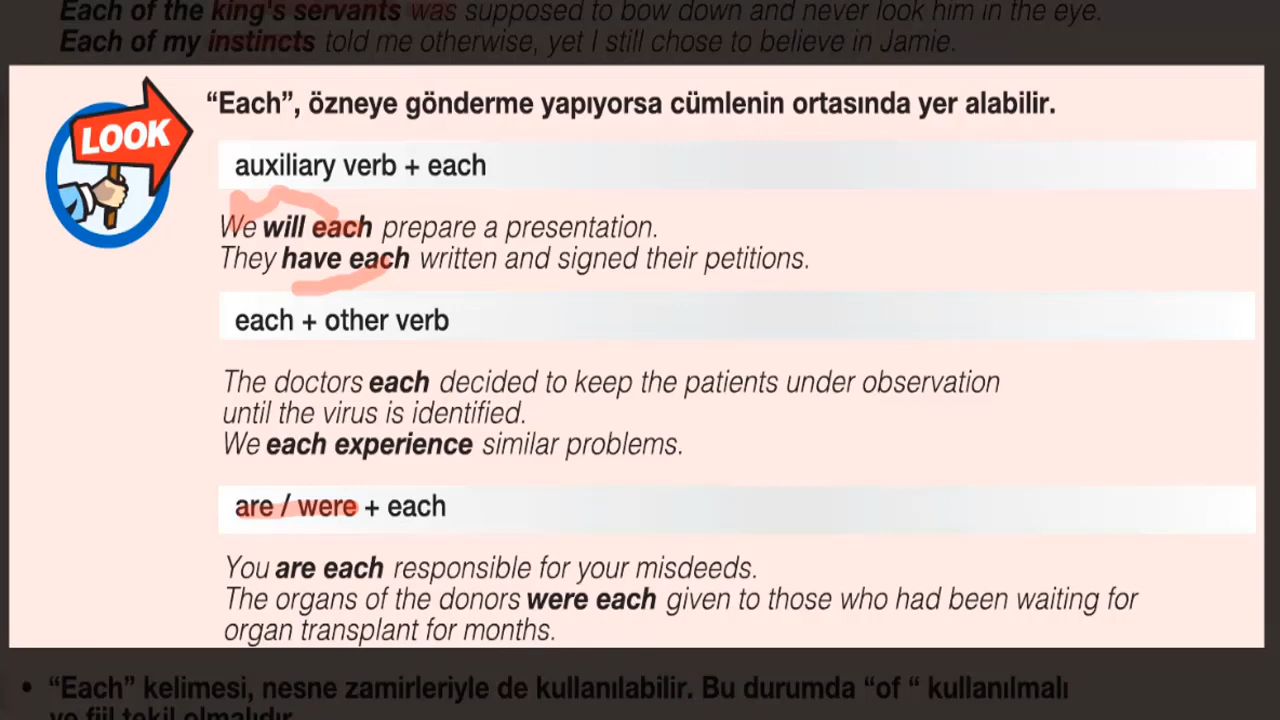 Each of the king's servants was supposed to bow down and never look him in the eye.
Each of my instincts told me otherwise, yet I still chose to believe in Jamie.
LOOK
“Each”, özneye gönderme yapıyorsa cümlenin ortasında yer alabilir.
auxiliary verb + each
We will each prepare a presentation.
They have each written and signed their petitions.
each + other verb
The doctors each decided to keep the patients under observation
until the virus is identified.
We each experience similar problems.
are / were + each
You are each responsible for your misdeeds.
The organs of the donors were each given to those who had been waiting for
organ transplant for months.
• “Each” kelimesi, nesne zamirleriyle de kullanılabilir. Bu durumda “of “ kullanılmalı
ve fiil tekil olmalıdır.